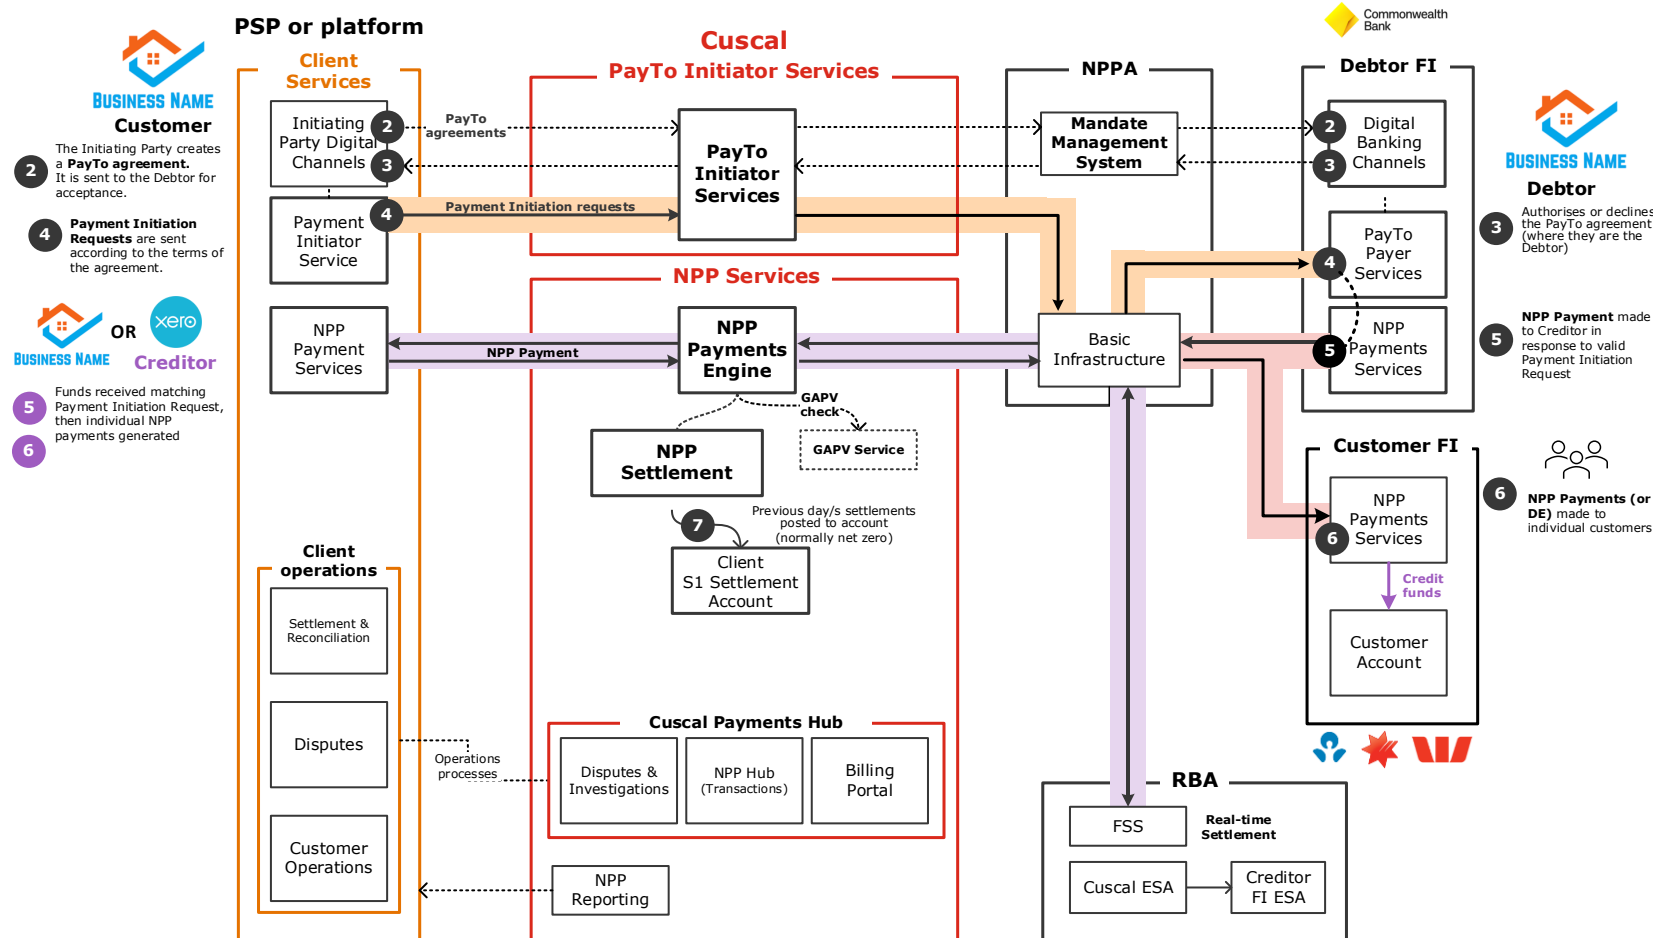 PSP or platform
Commonwealth
Bank
Client
Services
Cuscal
PayTo Initiator Services
NPPA
Debtor FI
BUSINESS NAME
Customer
2
The Initiating Party creates
a PayTo agreement.
It is sent to the Debtor for
acceptance.
4
Payment Initiation
Requests are sent
according to the terms of
the agreement.
BUSINESS NAME
OR
xero
Creditor
5
6
Funds received matching
Payment Initiation Request,
then individual NPP
payments generated
Initiating
Party Digital
Channels
2
3
PayTo
agreements
Payment
Initiator
Service
4
Payment Initiation requests
PayTo
Initiator
Services
Mandate
Management
System
2
3
Digital
Banking
Channels
BUSINESS NAME
Debtor
3
Authorises or declines
the PayTo agreement
(where they are the
Debtor)
4
PayTo
Payer
Services
NPP Services
NPP
Payment
Services
NPP Payment
NPP
Payments
Engine
Basic
Infrastructure
5
NPP
Payments
Services
5
NPP Payment made
to Creditor in
response to valid
Payment Initiation
Request
GAPV
check
GAPV Service
NPP
Settlement
7
Previous day/s settlements
posted to account
(normally net zero)
Client
S1 Settlement
Account
Customer FI
NPP
Payments
Services
6
6
NPP Payments (or
DE) made to
individual customers
Credit
funds
Customer
Account
Client
operations
Settlement &
Reconciliation
Disputes
Customer
Operations
Operations
processes
Cuscal Payments Hub
Disputes &
Investigations
NPP Hub
(Transactions)
Billing
Portal
NPP
Reporting
RBA
FSS
Real-time
Settlement
Cuscal ESA
Creditor
FI ESA